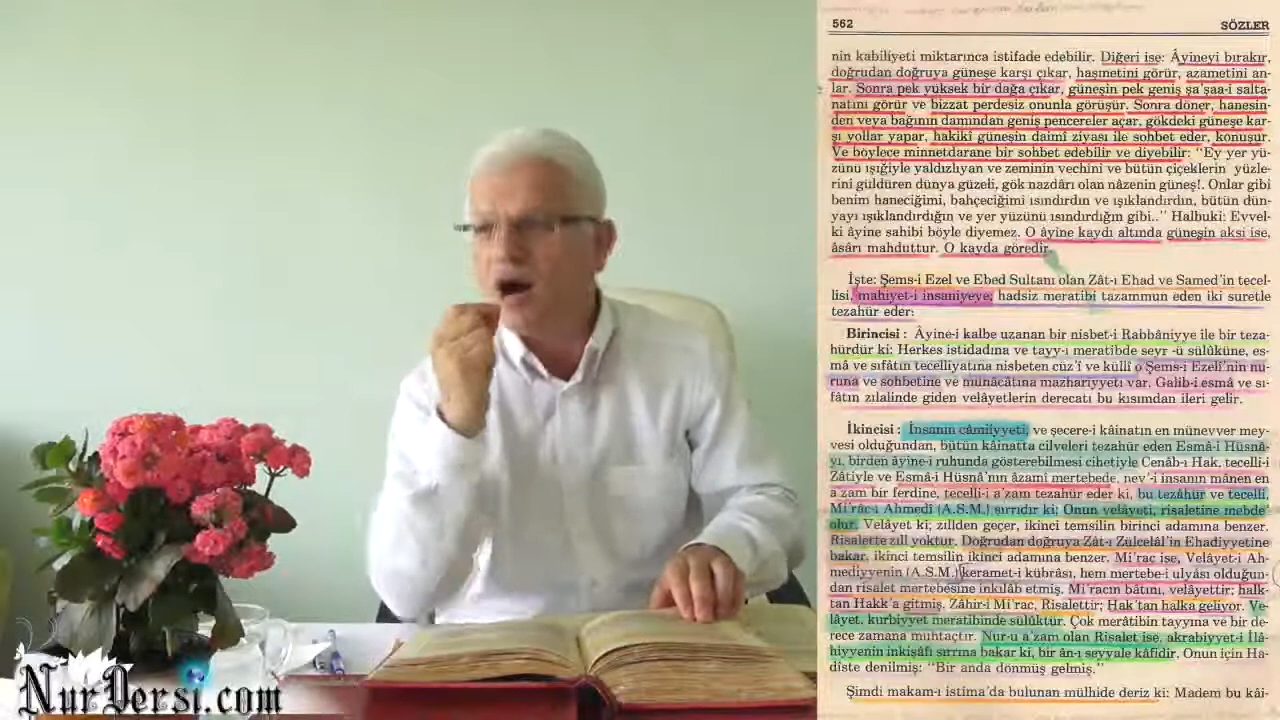 562 SÖZLER
nin kabiliyeti miktarınca istifade edebilir. Diğeri ise: Âyineyi bırakır,
doğrudan doğruya güneşe karşı çıkar, haşmetini görür, azametini an-
lar. Sonra pek yüksek bir dağa çıkar, güneşin pek geniş şa'şaa-i salta-
natını görür ve bizzat perdesiz onunla görüşür. Sonra döner, hanesin-
den veya bağının damından geniş pencereler açar, gökdeki güneşe kar-
şı yollar yapar, hakikî güneşin daimî ziyası ile sohbet eder, konuşur.
Ve böylece minnetdarane bir sohbet edebilir ve diyebilir: "Ey yer yü-
zünü ışığiyle yaldızlıyan ve zeminin vechini ve bütün çiçeklerin yüzle-
rini güldüren dünya güzeli, gök nazdârı olan nâzenin güneş!. Onlar gibi
benim haneciğimi, bahçeciğimi ısındırdın ve ışıklandırdın, bütün dün-
yayı ışıklandırdığın ve yer yüzünü ısındırdığın gibi.." Halbuki: Evvel-
ki âyine sahibi böyle diyemez. O âyine kaydı altında güneşin aksi ise,
âsârı mahduttur. O kayda göredir.
İşte: Şems-i Ezel ve Ebed Sultanı olan Zât-ı Ehad ve Samed'in tecel-
lisi, mahiyet-i insaniyeye, hadsiz meratibi tazammun eden iki suretle
tezahür eder:
Birincisi : Âyine-i kalbe uzanan bir nisbet-i Rabbâniyye ile bir teza-
hürdür ki: Herkes istidadına ve tayy-ı meratibde seyr -ü sülûküne, es-
mâ ve sıfâtın tecelliyatına nisbeten cüz'î ve küllî o Şems-i Ezelî'nin nu-
runa ve sohbetine ve münâcâtına mazhariyyeti var. Galib-i esmâ ve sı-
fâtın zılâlinde giden velâyetlerin derecatı bu kısımdan ileri gelir.
İkincisi : İnsanın câmiiyyeti, ve şecere-i kâinatın en münevver mey-
vesi olduğundan, bütün kâinatta cilveleri tezahür eden Esmâ-i Hüsnâ-
yı, birden âyine-i ruhunda gösterebilmesi cihetiyle Cenâb-ı Hak, tecelli-i
Zâtiyle ve Esmâ-i Hüsnâ'nın âzamî mertebede, nev'-i insanın mânen en
a'zam bir ferdine, tecelli-i a'zam tezahür eder ki, bu tezâhür ve tecelli,
Mi'râc-ı Ahmedî (A.S.M.) sırrıdır ki: Onun velâyeti, risaletine mebde
olur. Velâyet ki, zıllden geçer, ikinci temsilin birinci adamına benzer.
Risalette zıll yoktur. Doğrudan doğruya Zât-ı Zülcelâl'in Ehadiyyetine
bakar, ikinci temsilin ikinci adamına benzer. Mi'rac ise, Velâyet-i Ah-
mediyyenin (A.S.M.) keramet-i kübrâsı, hem mertebe-i ulyâsı olduğun-
dan risalet mertebesine inkılâb etmiş. Mi'racın bâtını, velâyettir; halk-
tan Hakk'a gitmiş. Zâhir-i Mi'rac, Risalettir; Hak'tan halka geliyor. Ve-
lâyet, kurbiyyet meratibinde sülûktür. Çok merâtibin tayyına ve bir de-
rece zamana muhtaçtır. Nur-u a'zam olan Risalet ise, akrabiyyet-i İlâ-
hiyyenin inkişâfı sırrına bakar ki, bir ân-ı seyyale kâfidir. Onun için Ha-
dîste denilmiş: "Bir anda dönmüş gelmiş."
Şimdi makam-ı istima'da bulunan mülhide deriz ki: Madem bu kâi-
NurDersi.com